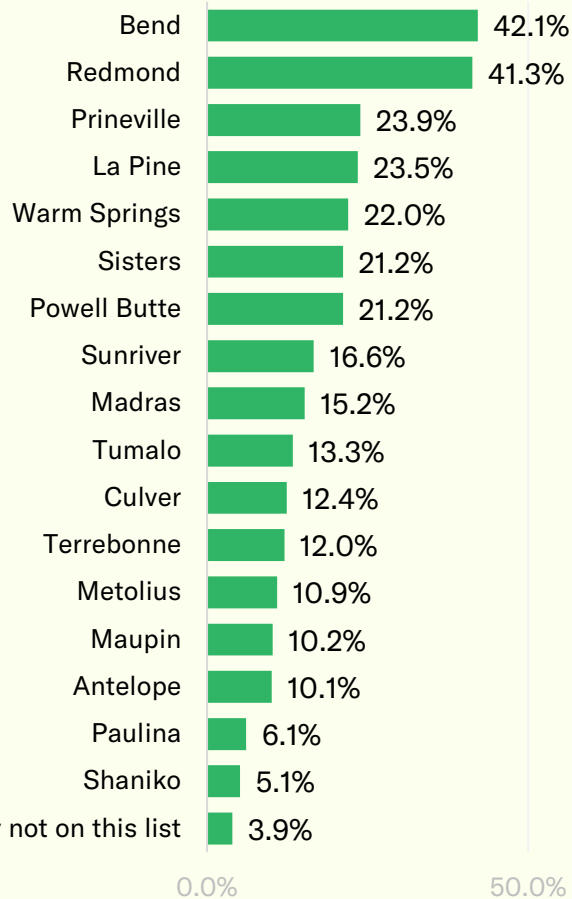 Bend 42.1%
Redmond 41.3%
Prineville 23.9%
La Pine 23.5%
Warm Springs 22.0%
Sisters 21.2%
Powell Butte 21.2%
Sunriver 16.6%
Madras 15.2%
Tumalo 13.3%
Culver 12.4%
Terrebonne 12.0%
Metolius 10.9%
Maupin 10.2%
Antelope 10.1%
Paulina 6.1%
Shaniko 5.1%
not on this list 3.9%
0.0% 50.0%